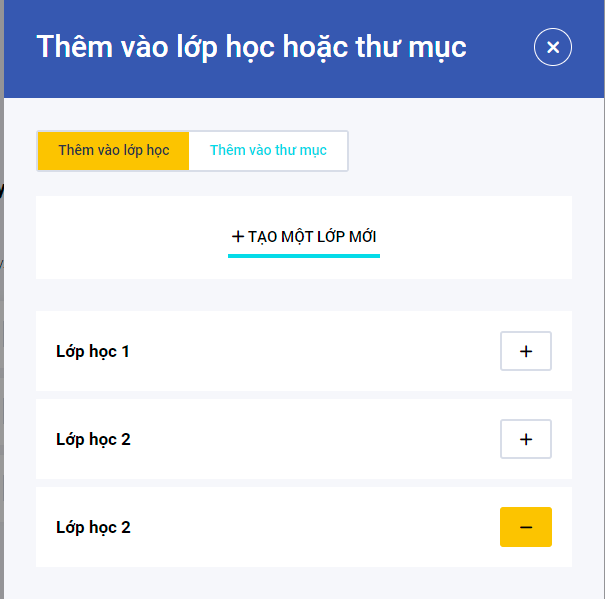 Thêm vào lớp học hoặc thư mục
Thêm vào lớp học
Thêm vào thư mục
+ TẠO MỘT LỚP MỚI
Lớp học 1
Lớp học 2
Lớp học 2